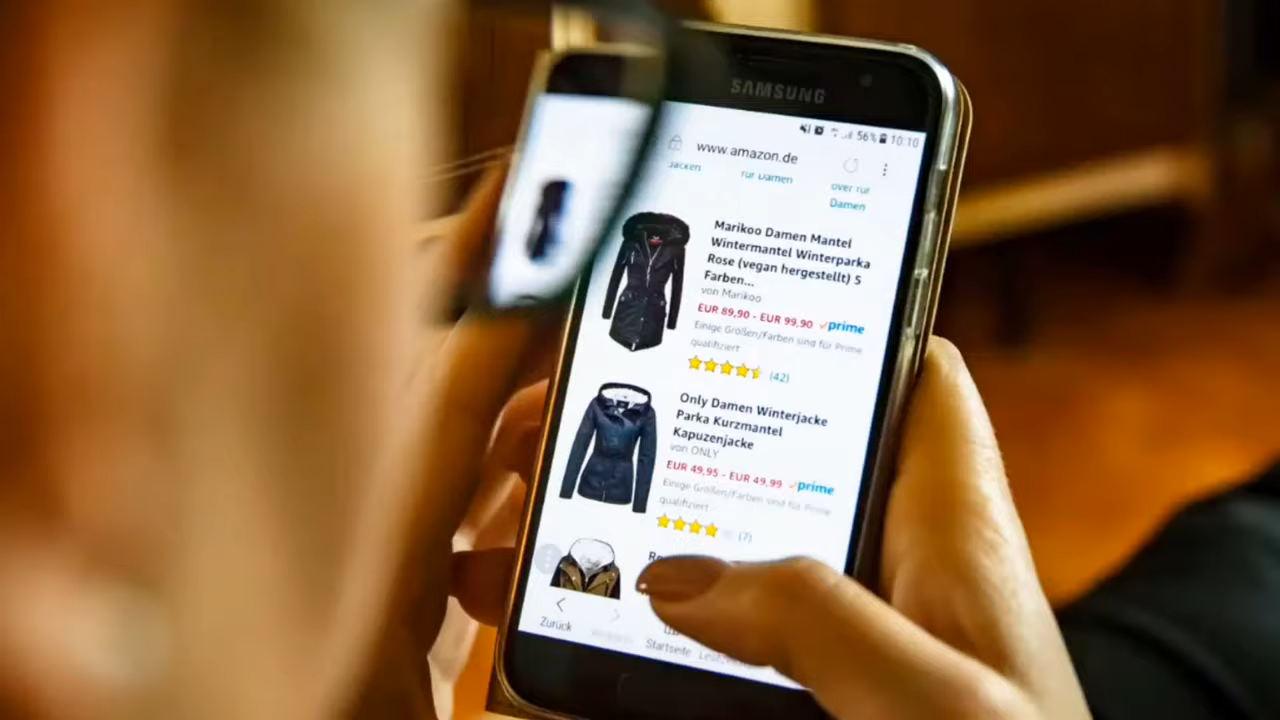 SAMSUNG
56% 10:10
www.amazon.de
Jacken
für Damen
Damen
Marikoo Damen Mantel
Wintermantel Winterparka
Rose (vegan hergestellt) 5
Farben...
von Marikoo
EUR 89,90 - EUR 99,90 prime
Einige Größen/Farben sind für Prime
qualifiziert
(42)
Only Damen Winterjacke
Parka Kurzmantel
Kapuzenjacke
von ONLY
EUR 49,95 - EUR 49,99 prime
Einige Größen/Farben sind für Prime
qualifiziert
(7)
Zurück
Startseite